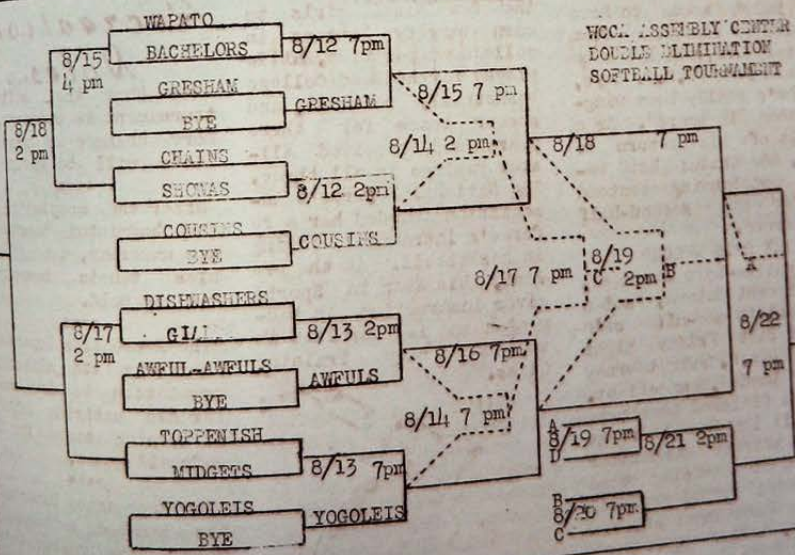 WCCA ASSEMBLY CENTER
DOUBLE ELIMINATION
SOFTBALL TOURNAMENT
WAPATO
8/15
4 pm
BACHELORS
8/12 7pm
GRESHAM
BYE
GRESHAM
8/15 7 pm
8/14 2 pm
8/18
2 pm
8/18 7 pm
CHAINS
SHONAS
8/12 2pm
COUSINS
BYE
COUSINS
8/17 7 pm
C
8/19
2pm
B
A
DISHWASHERS
8/17
2 pm
8/13 2pm
AWFUL-AWFULS
BYE
AWFULS
8/16 7pm
8/14 7 pm
8/22
7 pm
TOPPENISH
MIDGETS
8/13 7pm
YOGOLEIS
BYE
YOGOLEIS
A
8/19 7pm
D
8/21 2pm
B
8/20 7pm
C